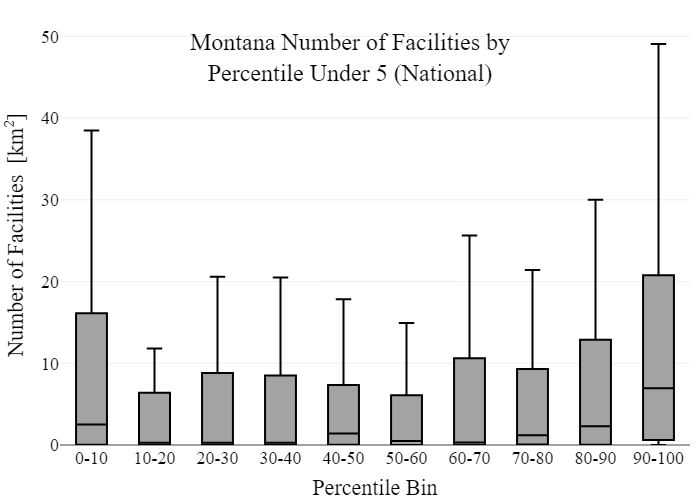 Montana Number of Facilities by
Percentile Under 5 (National)
Number of Facilities [km²]
50
40
30
20
10
0
0-10 10-20 20-30 30-40 40-50 50-60 60-70 70-80 80-90 90-100
Percentile Bin